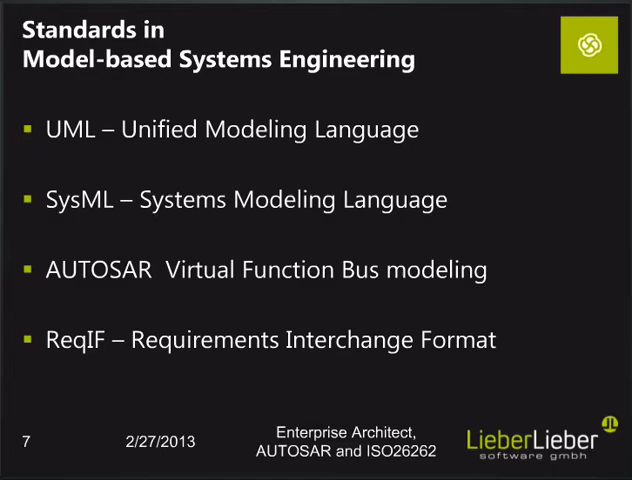 Standards in
Model-based Systems Engineering
UML – Unified Modeling Language
SysML – Systems Modeling Language
AUTOSAR Virtual Function Bus modeling
ReqIF – Requirements Interchange Format
7
2/27/2013
Enterprise Architect,
AUTOSAR and ISO26262
LieberLieber
software gmbh